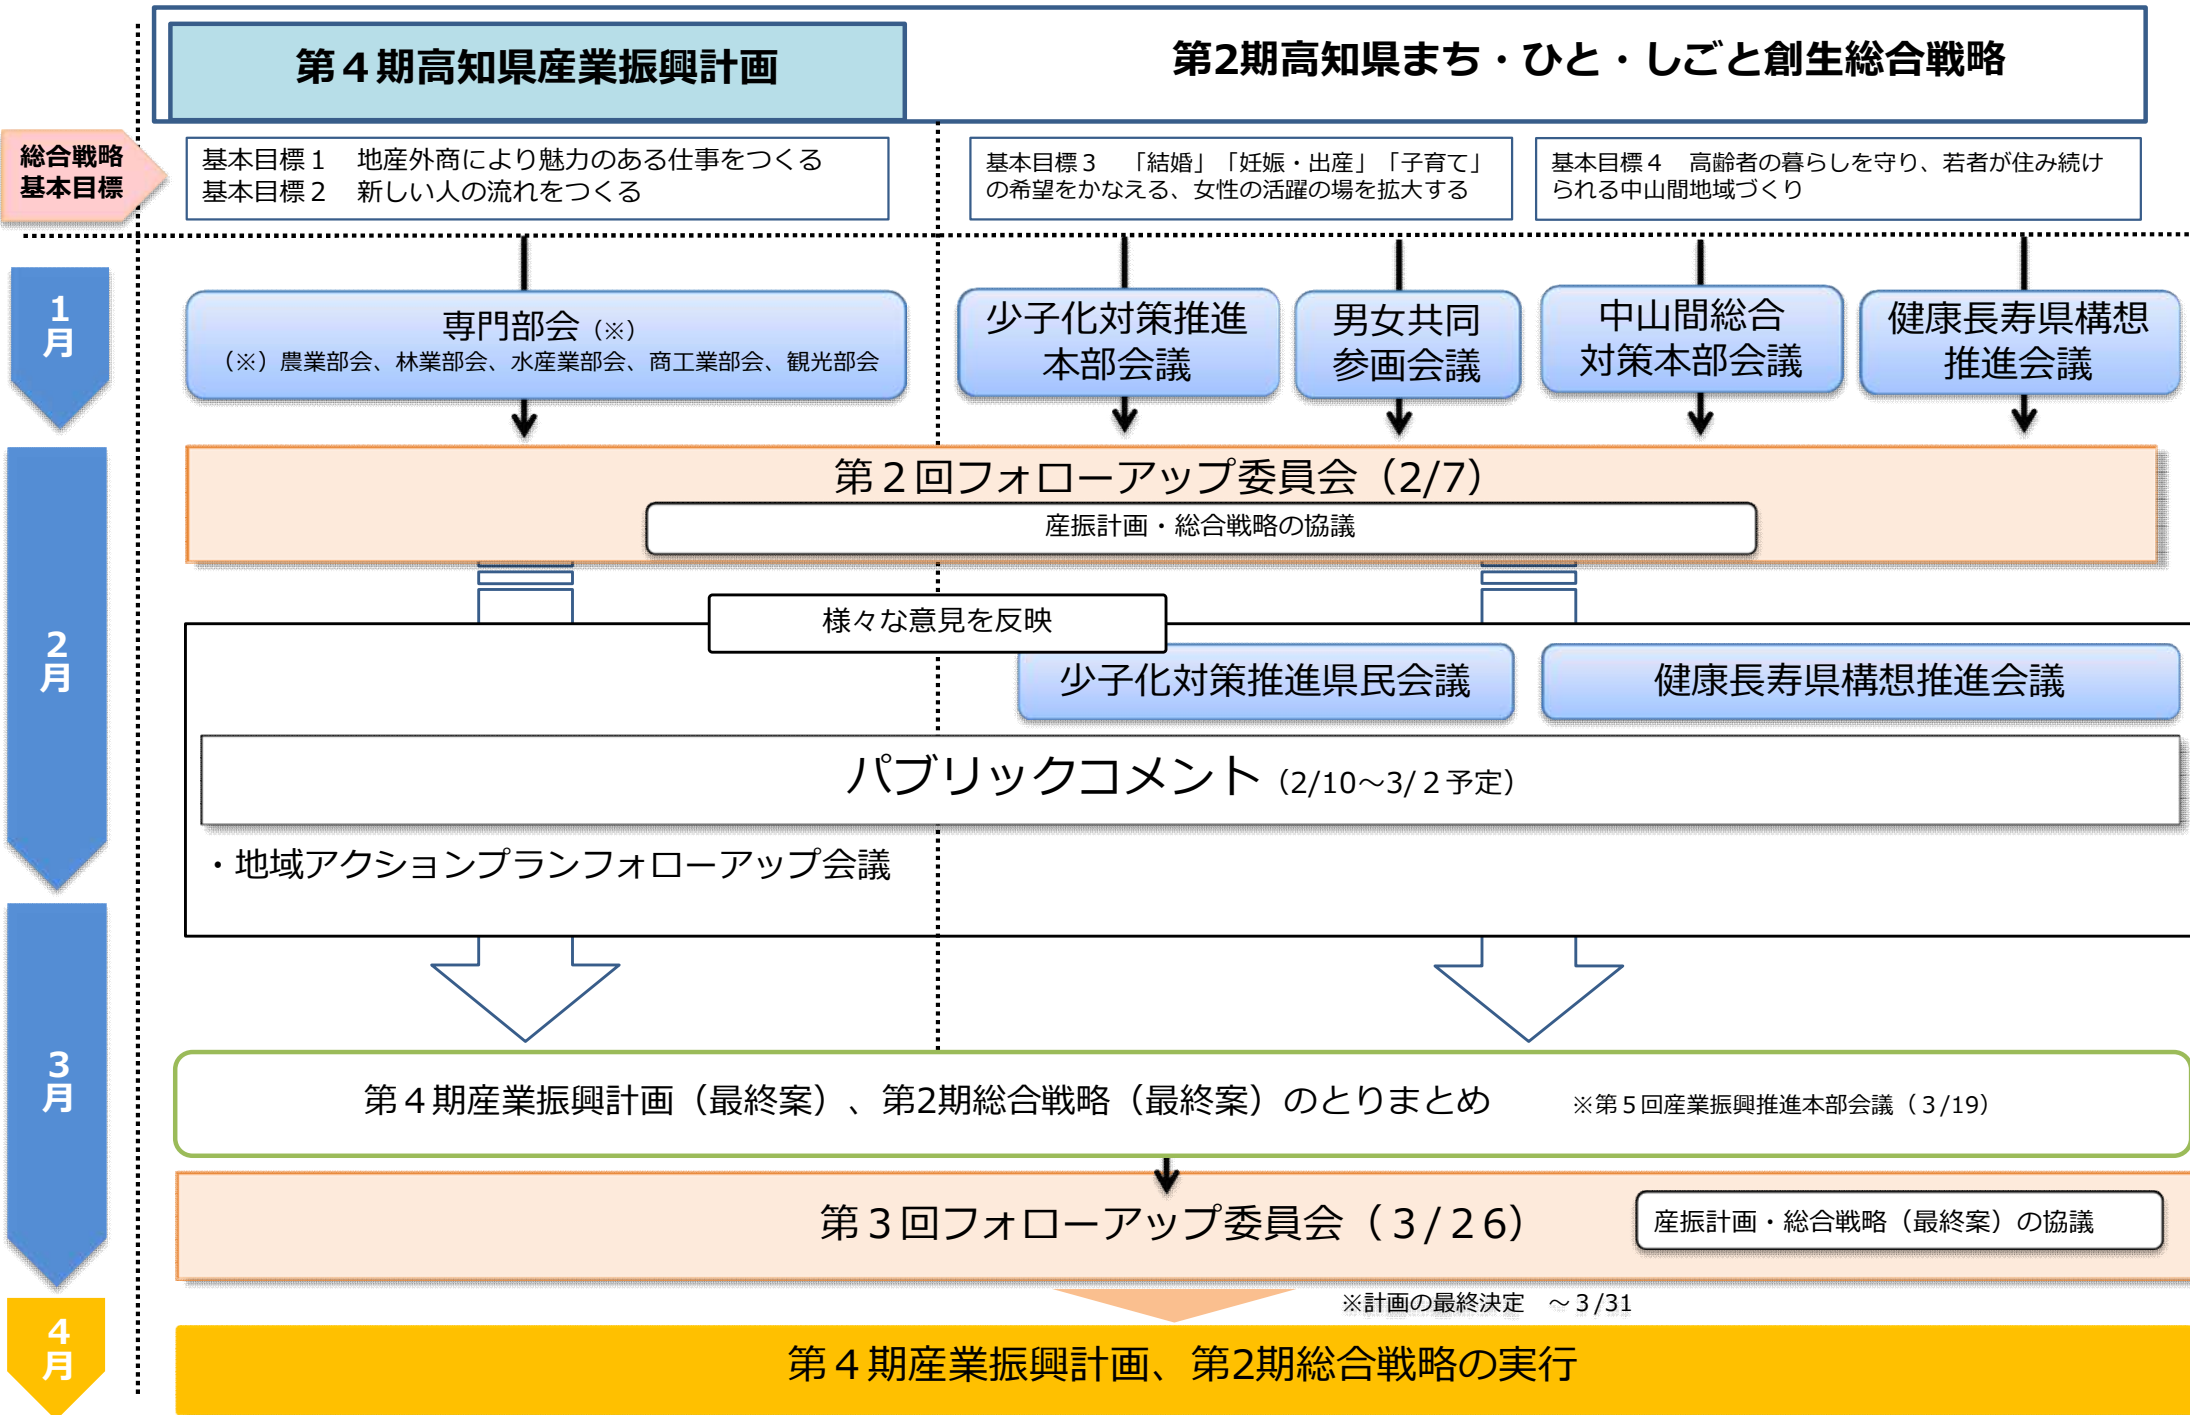 第４期高知県産業振興計画
第2期高知県まち・ひと・しごと創生総合戦略
総合戦略
基本目標
基本目標１　地産外商により魅力のある仕事をつくる
基本目標２　新しい人の流れをつくる
基本目標３　「結婚」「妊娠・出産」「子育て」
の希望をかなえる、女性の活躍の場を拡大する
基本目標４　高齢者の暮らしを守り、若者が住み続け
られる中山間地域づくり
1月
専門部会（※）
（※）農業部会、林業部会、水産業部会、商工業部会、観光部会
少子化対策推進
本部会議
男女共同
参画会議
中山間総合
対策本部会議
健康長寿県構想
推進会議
第２回フォローアップ委員会（2/7）
産振計画・総合戦略の協議
2月
様々な意見を反映
少子化対策推進県民会議
健康長寿県構想推進会議
パブリックコメント（2/10～3/２予定）
・地域アクションプランフォローアップ会議
3月
第４期産業振興計画（最終案）、第2期総合戦略（最終案）のとりまとめ　※第５回産業振興推進本部会議（３/19）
第３回フォローアップ委員会（３/２６）
産振計画・総合戦略（最終案）の協議
※計画の最終決定　～３/31
4月
第４期産業振興計画、第2期総合戦略の実行